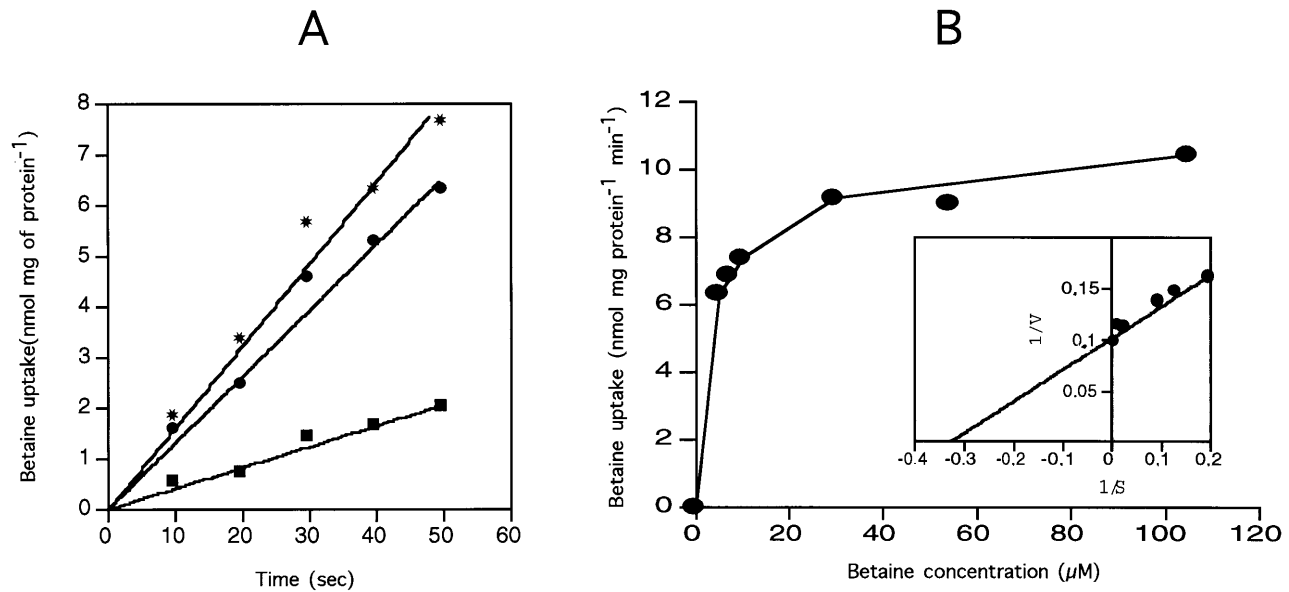 A
B
Betaine uptake(nmol mg of protein⁻¹)
8
7
6
5
4
3
2
1
0
0 10 20 30 40 50 60
Time (sec)
Betaine uptake (nmol mg protein⁻¹ min⁻¹)
12
10
8
6
4
2
0
0 20 40 60 80 100 120
Betaine concentration (µM)
1/V
0,15
0,1
0.05
-0.4 -0.3 -0.2 -0.1 0 0.1 0.2
1/S